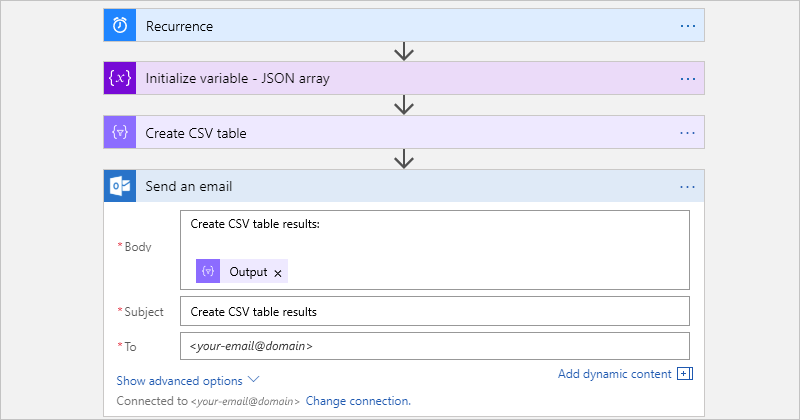 Recurrence
...
{x} Initialize variable - JSON array
...
Create CSV table
...
Send an email
...
Create CSV table results:
* Body
Output ×
* Subject Create CSV table results
* To <your-email@domain>
Add dynamic content
Show advanced options
Connected to <your-email@domain> Change connection.